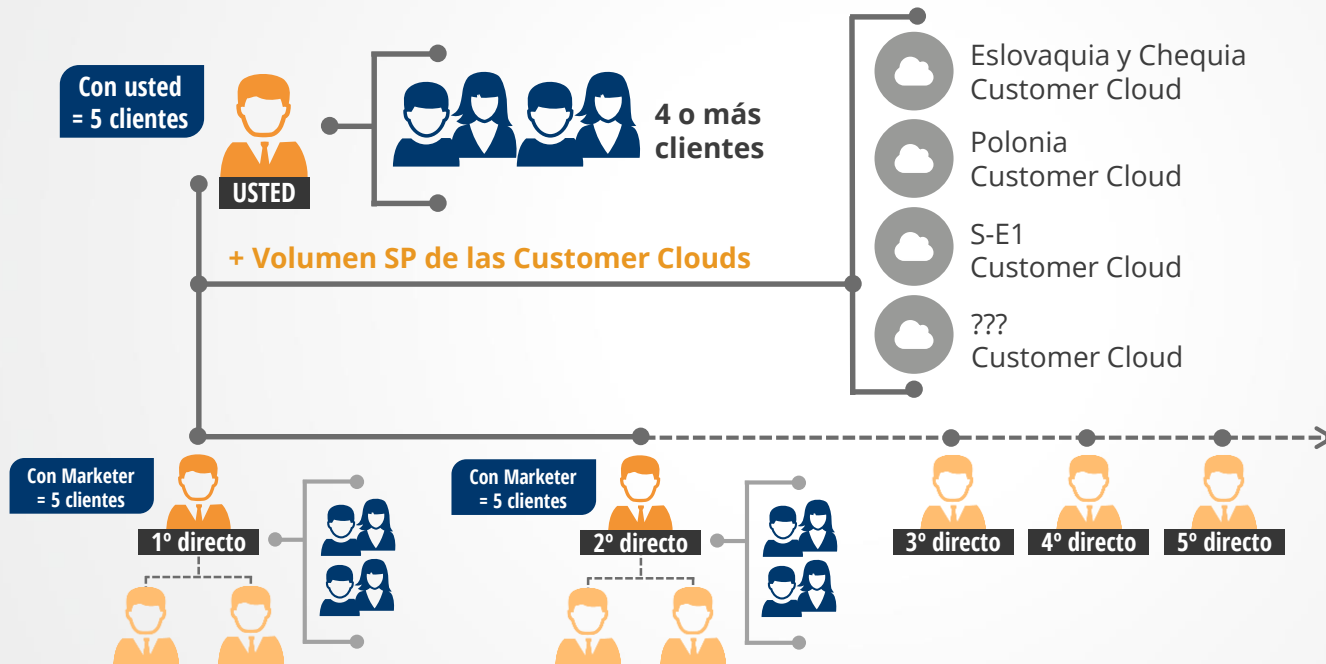 Con usted
= 5 clientes
USTED
4 o más
clientes
Eslovaquia y Chequia
Customer Cloud
Polonia
Customer Cloud
S-E1
Customer Cloud
???
Customer Cloud
+ Volumen SP de las Customer Clouds
Con Marketer
= 5 clientes
1º directo
Con Marketer
= 5 clientes
2º directo
3º directo
4º directo
5º directo